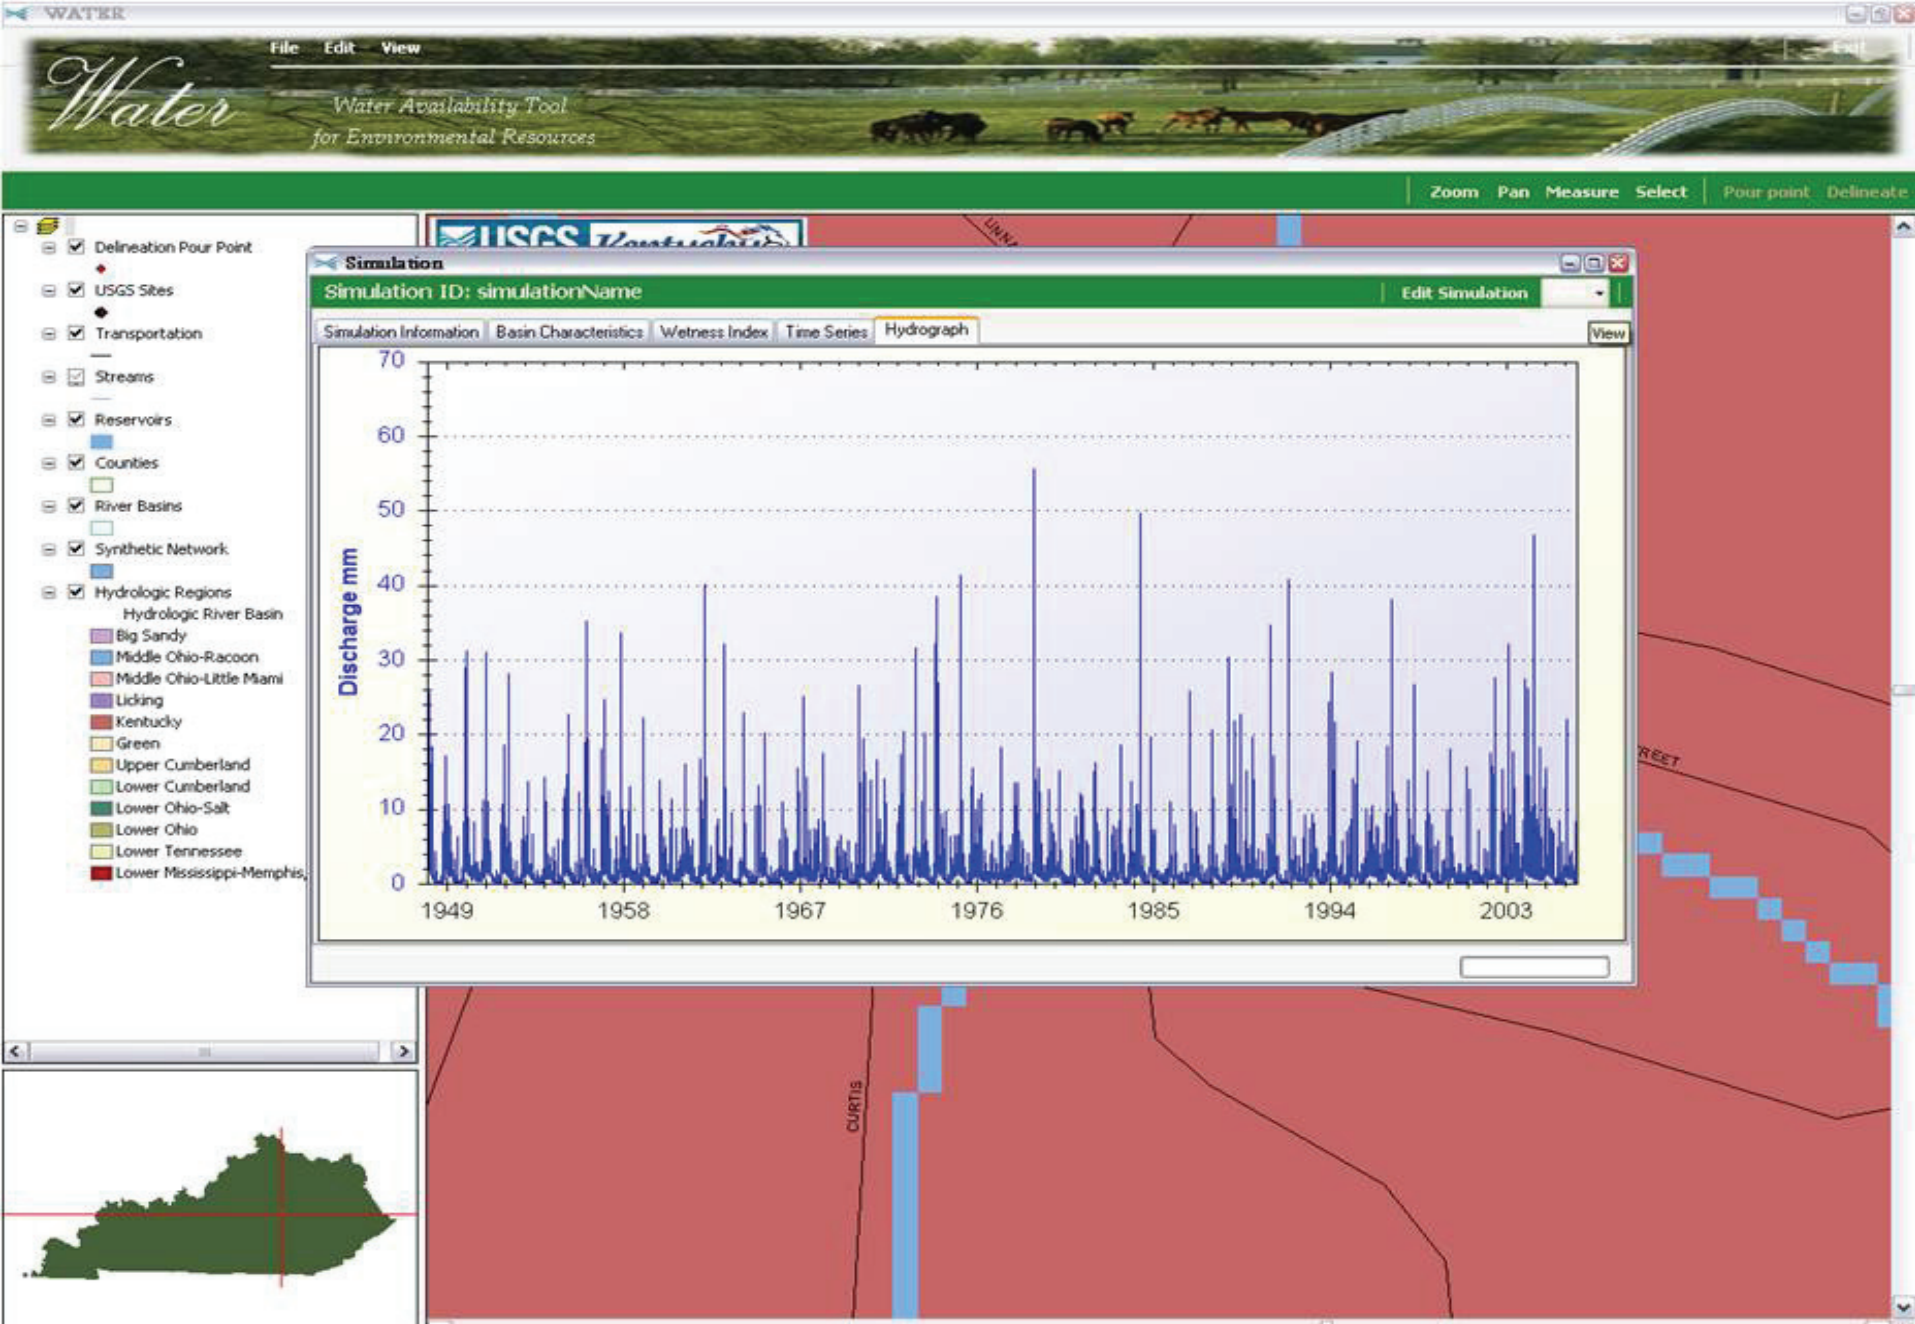 WATER
File Edit View
Exit
Water
Water Availability Tool
for Environmental Resources
Zoom Pan Measure Select Pour point Delineate
Delineation Pour Point
USGS Sites
Transportation
Streams
Reservoirs
Counties
River Basins
Synthetic Network
Hydrologic Regions
Hydrologic River Basin
Big Sandy
Middle Ohio-Racoon
Middle Ohio-Little Miami
Licking
Kentucky
Green
Upper Cumberland
Lower Cumberland
Lower Ohio-Salt
Lower Ohio
Lower Tennessee
Lower Mississippi-Memphis,
USGS Kentucky
Simulation
Simulation ID: simulationName
Edit Simulation
Simulation Information Basin Characteristics Wetness Index Time Series Hydrograph
View
70
60
50
40
30
20
10
0
Discharge mm
1949 1958 1967 1976 1985 1994 2003
REET
CURTIS